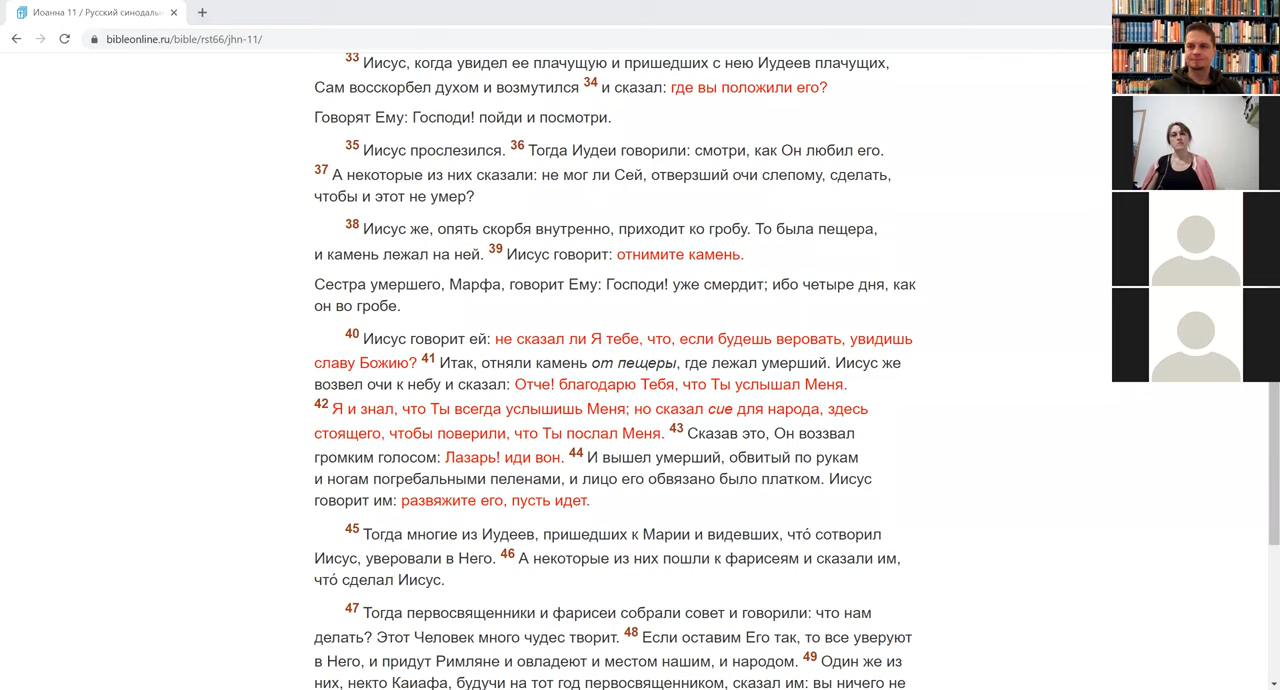 Иоанна 11 / Русский синодаль
bibleonline.ru/bible/rst66/jhn-11/
33 Иисус, когда увидел ее плачущую и пришедших с нею Иудеев плачущих,
Сам восскорбел духом и возмутился 34 и сказал: где вы положили его?
Говорят Ему: Господи! пойди и посмотри.
35 Иисус прослезился. 36 Тогда Иудеи говорили: смотри, как Он любил его.
37 А некоторые из них сказали: не мог ли Сей, отверзший очи слепому, сделать,
чтобы и этот не умер?
38 Иисус же, опять скорбя внутренно, приходит ко гробу. То была пещера,
и камень лежал на ней. 39 Иисус говорит: отнимите камень.
Сестра умершего, Марфа, говорит Ему: Господи! уже смердит; ибо четыре дня, как
он во гробе.
40 Иисус говорит ей: не сказал ли Я тебе, что, если будешь веровать, увидишь
славу Божию? 41 Итак, отняли камень от пещеры, где лежал умерший. Иисус же
возвел очи к небу и сказал: Отче! благодарю Тебя, что Ты услышал Меня.
42 Я и знал, что Ты всегда услышишь Меня; но сказал сие для народа, здесь
стоящего, чтобы поверили, что Ты послал Меня. 43 Сказав это, Он воззвал
громким голосом: Лазарь! иди вон. 44 И вышел умерший, обвитый по рукам
и ногам погребальными пеленами, и лицо его обвязано было платком. Иисус
говорит им: развяжите его, пусть идет.
45 Тогда многие из Иудеев, пришедших к Марии и видевших, что́ сотворил
Иисус, уверовали в Него. 46 А некоторые из них пошли к фарисеям и сказали им,
что́ сделал Иисус.
47 Тогда первосвященники и фарисеи собрали совет и говорили: что нам
делать? Этот Человек много чудес творит. 48 Если оставим Его так, то все уверуют
в Него, и придут Римляне и овладеют и местом нашим, и народом. 49 Один же из
них, некто Каиафа, будучи на тот год первосвященником, сказал им: вы ничего не